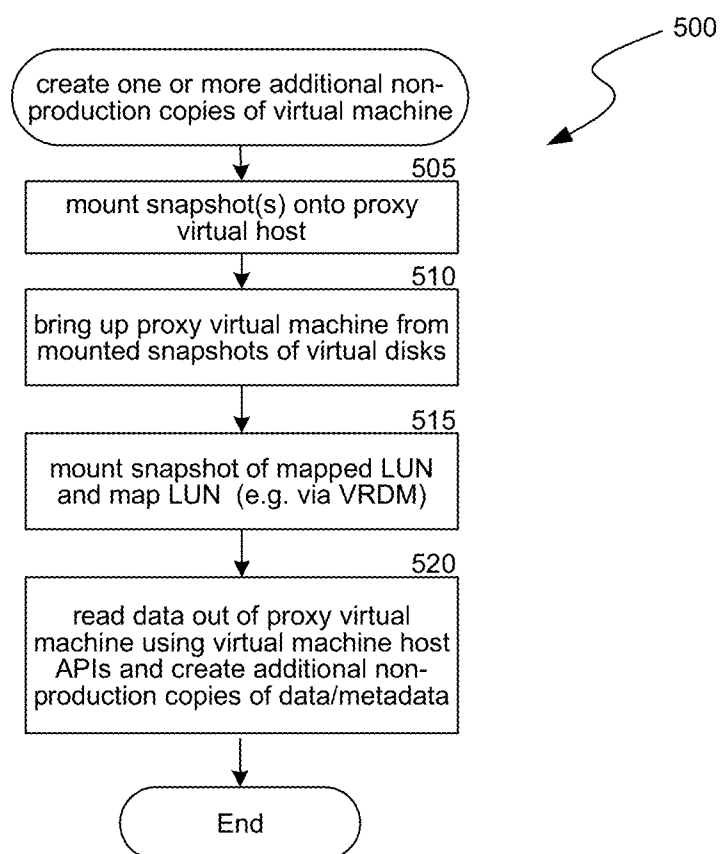 500
create one or more additional non-
production copies of virtual machine
505
mount snapshot(s) onto proxy
virtual host
510
bring up proxy virtual machine from
mounted snapshots of virtual disks
515
mount snapshot of mapped LUN
and map LUN (e.g. via VRDM)
520
read data out of proxy virtual
machine using virtual machine host
APIs and create additional non-
production copies of data/metadata
End